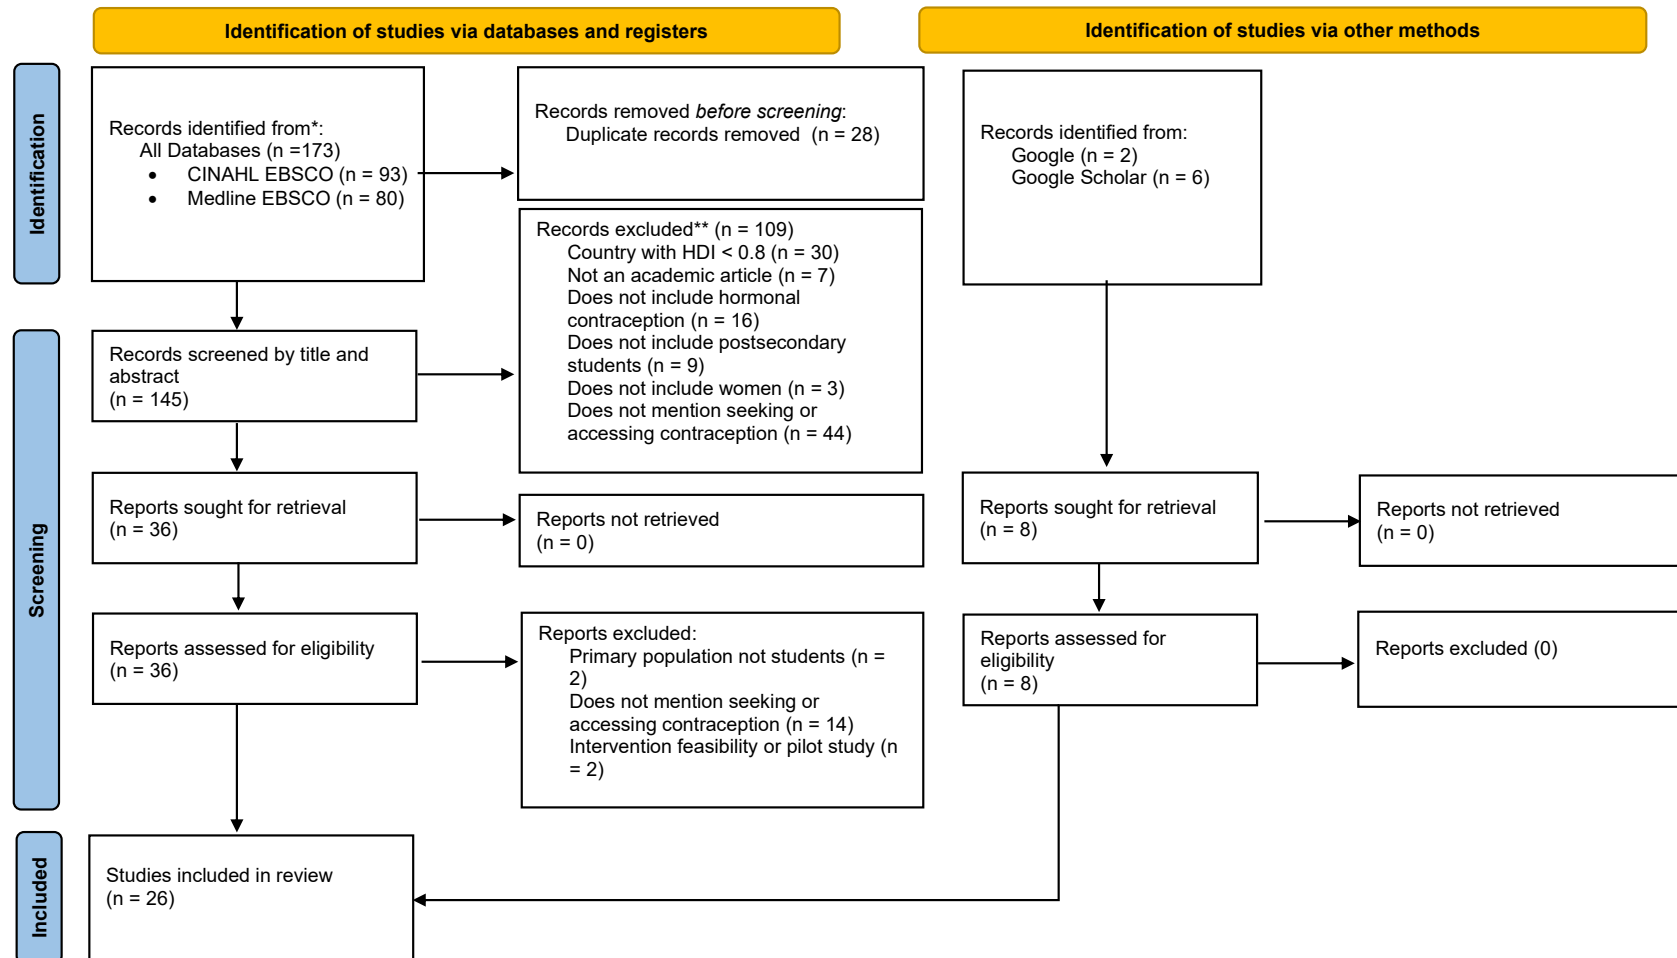 Identification of studies via databases and registers
Identification of studies via other methods
Identification
Records identified from*:
All Databases (n =173)
• CINAHL EBSCO (n = 93)
• Medline EBSCO (n = 80)
Records removed before screening:
Duplicate records removed (n = 28)
Records identified from:
Google (n = 2)
Google Scholar (n = 6)
Records excluded** (n = 109)
Country with HDI < 0.8 (n = 30)
Not an academic article (n = 7)
Does not include hormonal
contraception (n = 16)
Does not include postsecondary
students (n = 9)
Does not include women (n = 3)
Does not mention seeking or
accessing contraception (n = 44)
Screening
Records screened by title and
abstract
(n = 145)
Reports sought for retrieval
(n = 36)
Reports not retrieved
(n = 0)
Reports sought for retrieval
(n = 8)
Reports not retrieved
(n = 0)
Reports assessed for eligibility
(n = 36)
Reports excluded:
Primary population not students (n =
2)
Does not mention seeking or
accessing contraception (n = 14)
Intervention feasibility or pilot study (n
= 2)
Reports assessed for
eligibility
(n = 8)
Reports excluded (0)
Included
Studies included in review
(n = 26)